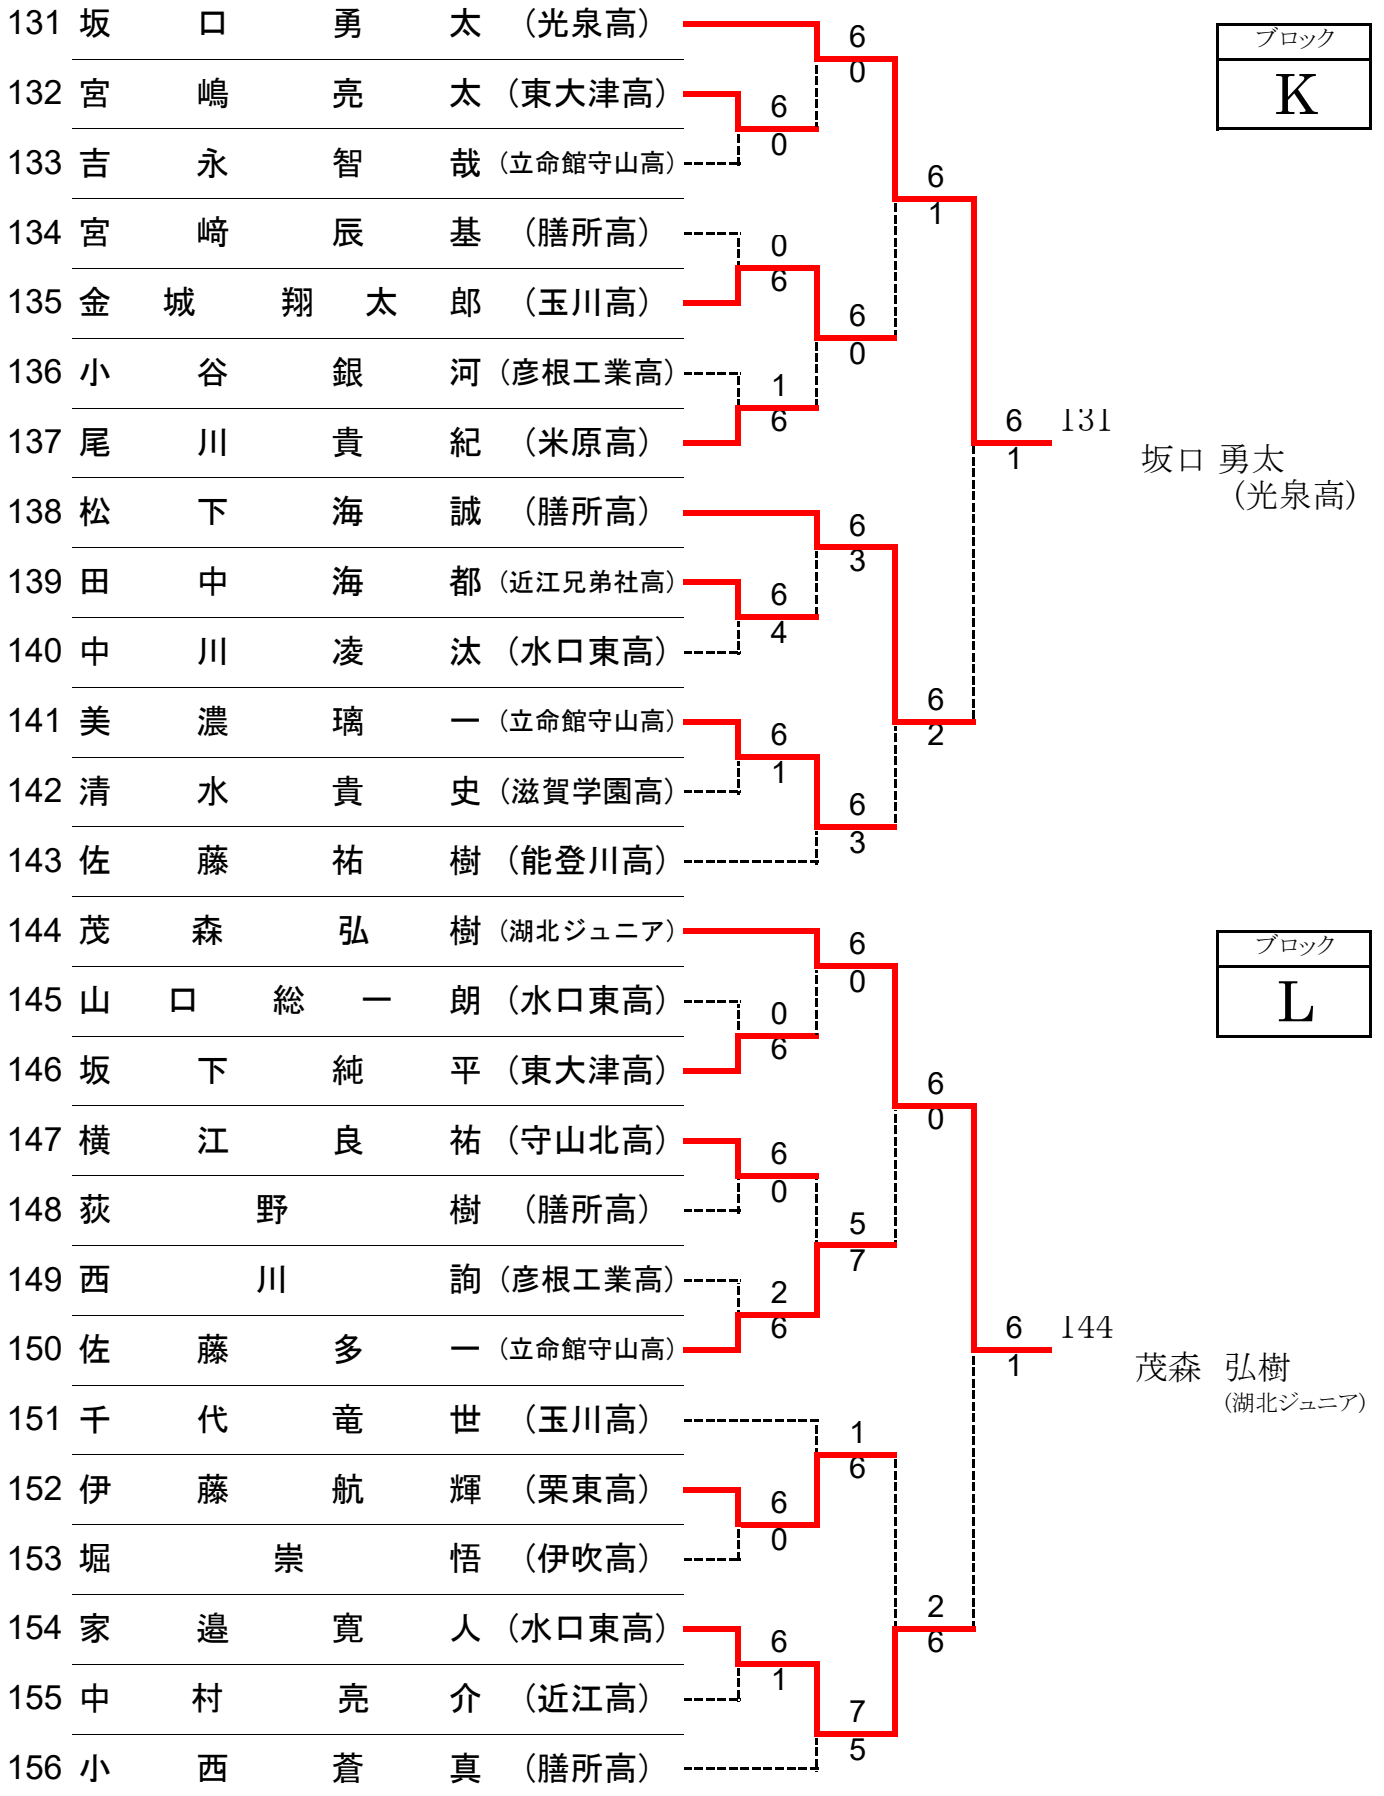 131 坂口勇太 (光泉高)
6
0
ブロック
K
132 宮嶋亮太 (東大津高)
6
0
133 吉永智哉 (立命館守山高)
6
1
134 宮﨑辰基 (膳所高)
0
6
135 金城翔太郎 (玉川高)
6
0
136 小谷銀河 (彦根工業高)
1
6
137 尾川貴紀 (米原高)
6
1
131
坂口 勇太
(光泉高)
138 松下海誠 (膳所高)
6
3
139 田中海都 (近江兄弟社高)
6
4
140 中川凌汰 (水口東高)
141 美濃璃一 (立命館守山高)
6
2
6
1
142 清水貴史 (滋賀学園高)
6
3
143 佐藤祐樹 (能登川高)
144 茂森弘樹 (湖北ジュニア)
6
0
ブロック
L
145 山口総一朗 (水口東高)
0
6
146 坂下純平 (東大津高)
6
0
147 横江良祐 (守山北高)
6
0
148 荻野樹 (膳所高)
5
7
149 西川詢 (彦根工業高)
2
6
150 佐藤多一 (立命館守山高)
6
1
144
茂森 弘樹
(湖北ジュニア)
151 千代竜世 (玉川高)
1
6
152 伊藤航輝 (栗東高)
6
0
153 堀崇悟 (伊吹高)
154 家邉寛人 (水口東高)
2
6
6
1
155 中村亮介 (近江高)
7
5
156 小西蒼真 (膳所高)